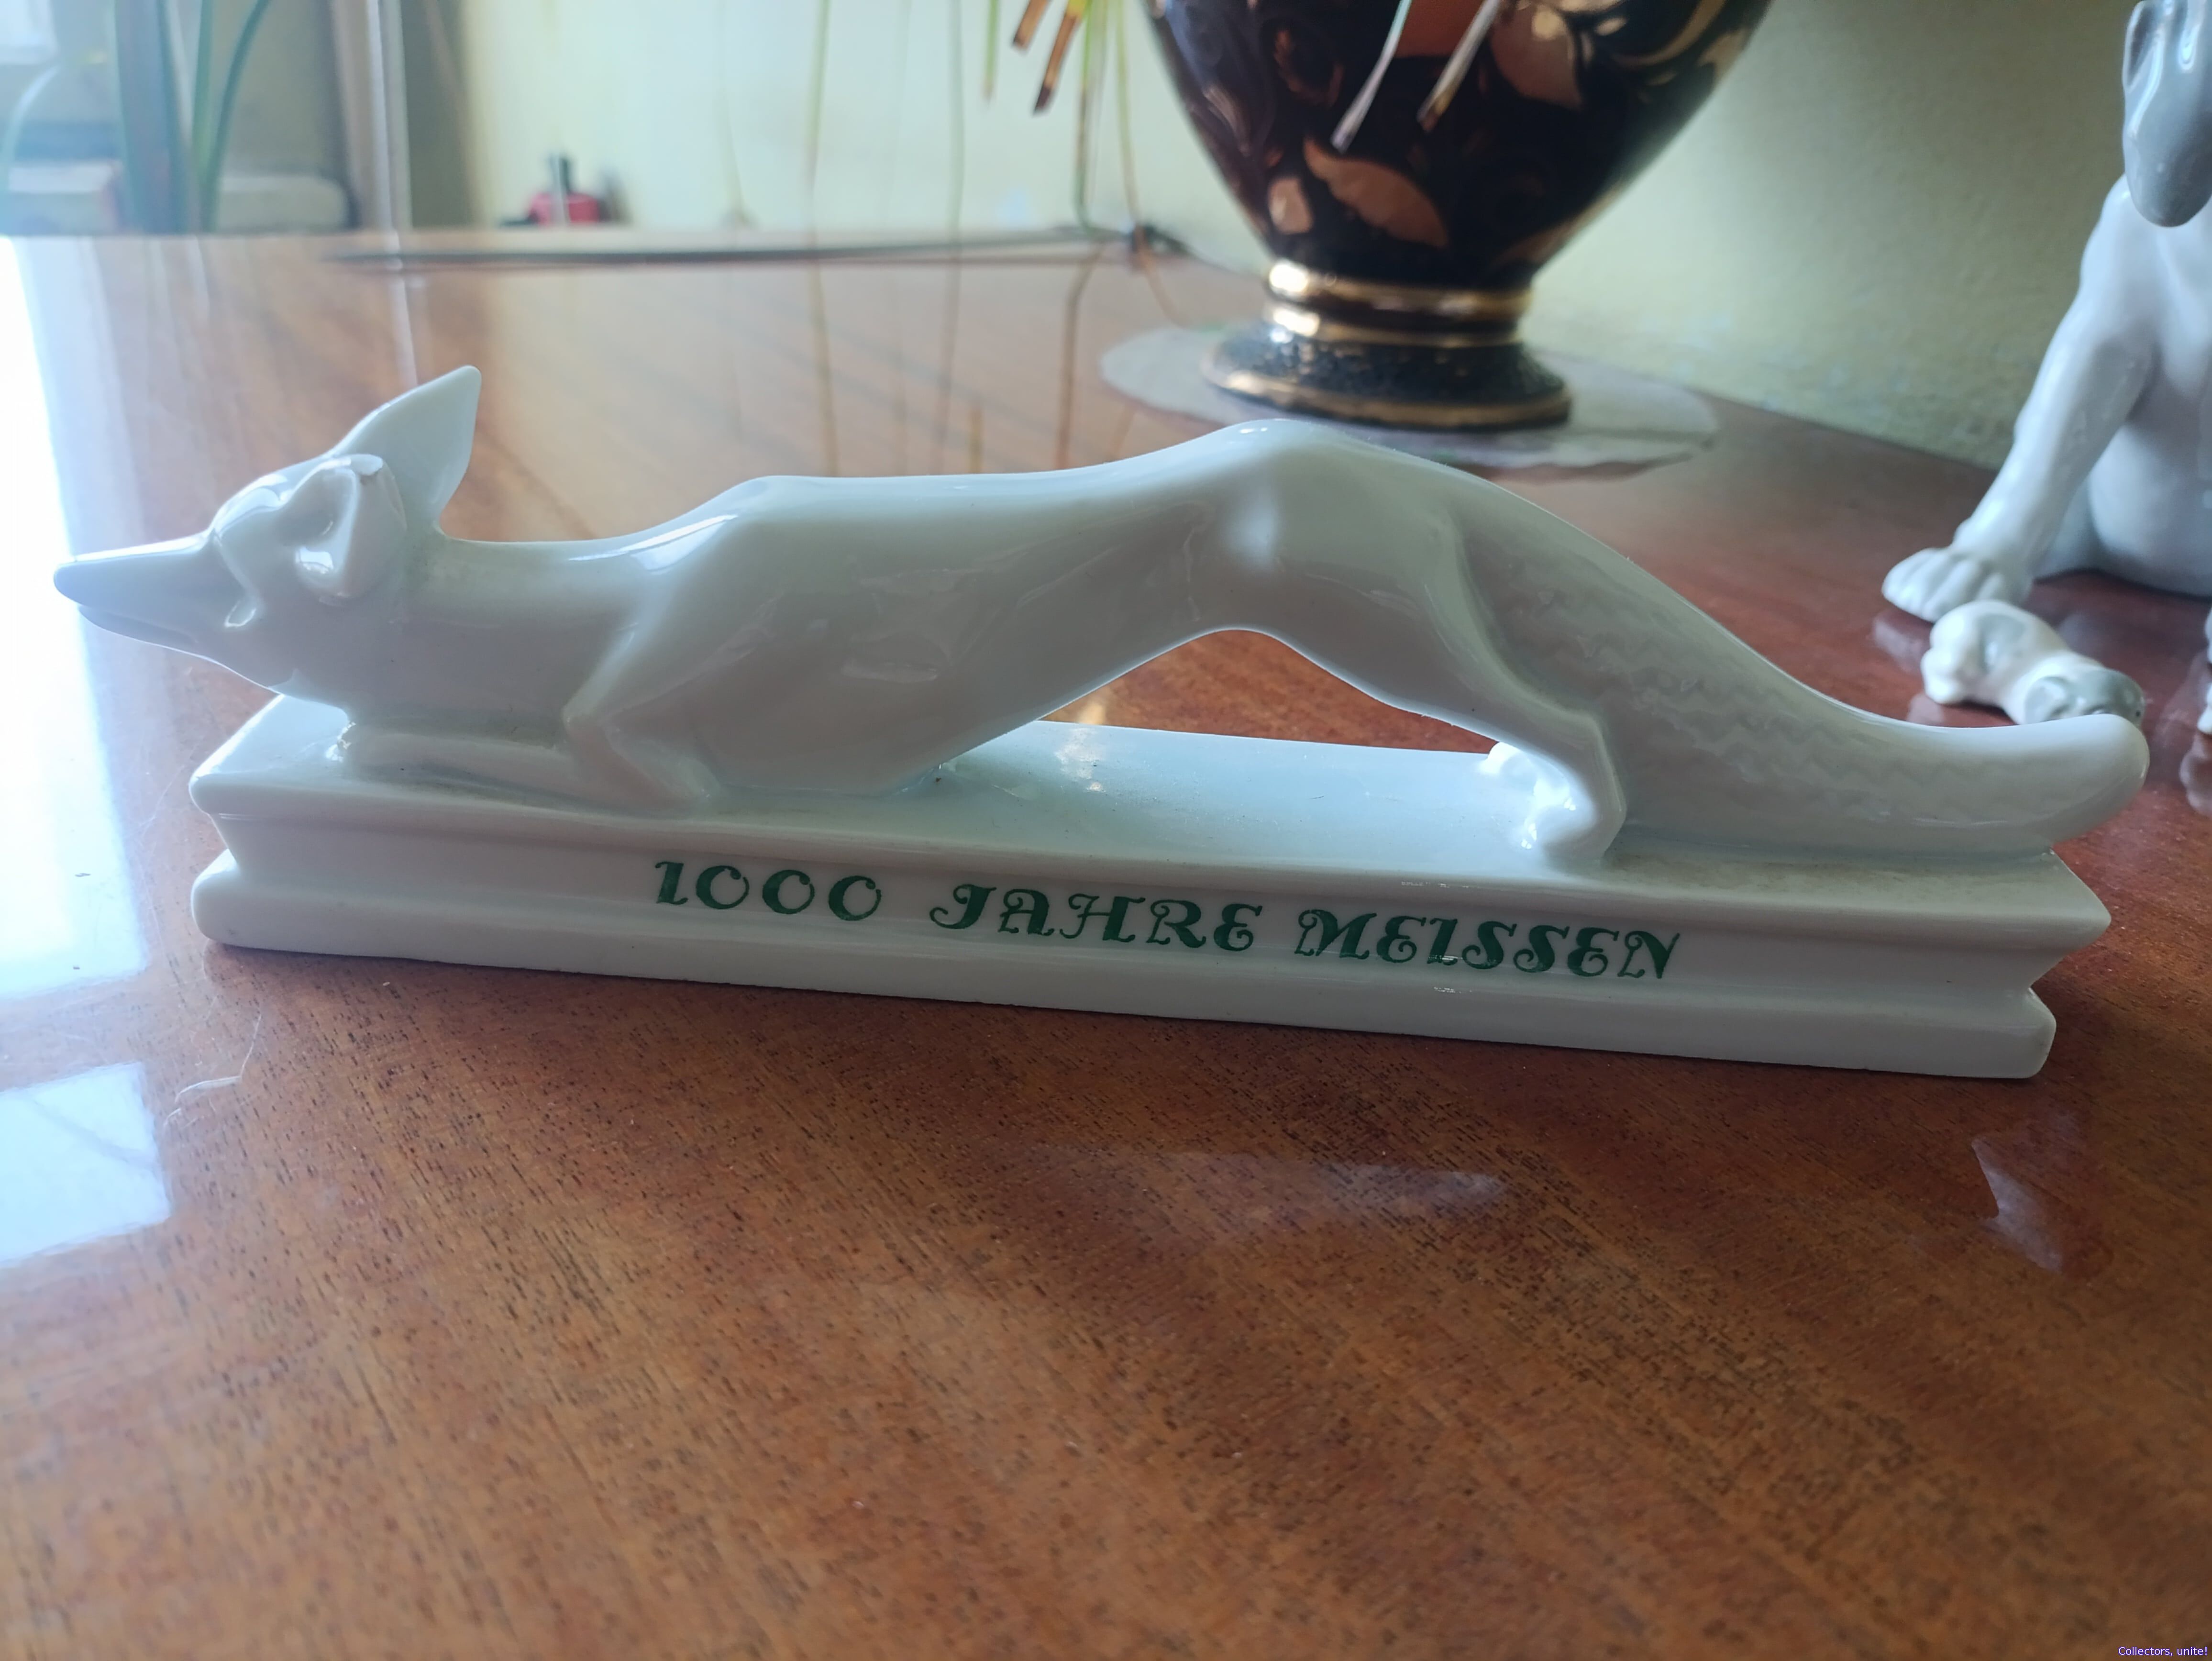 1000 JAHRE MEISSEN
Collectors, unite!